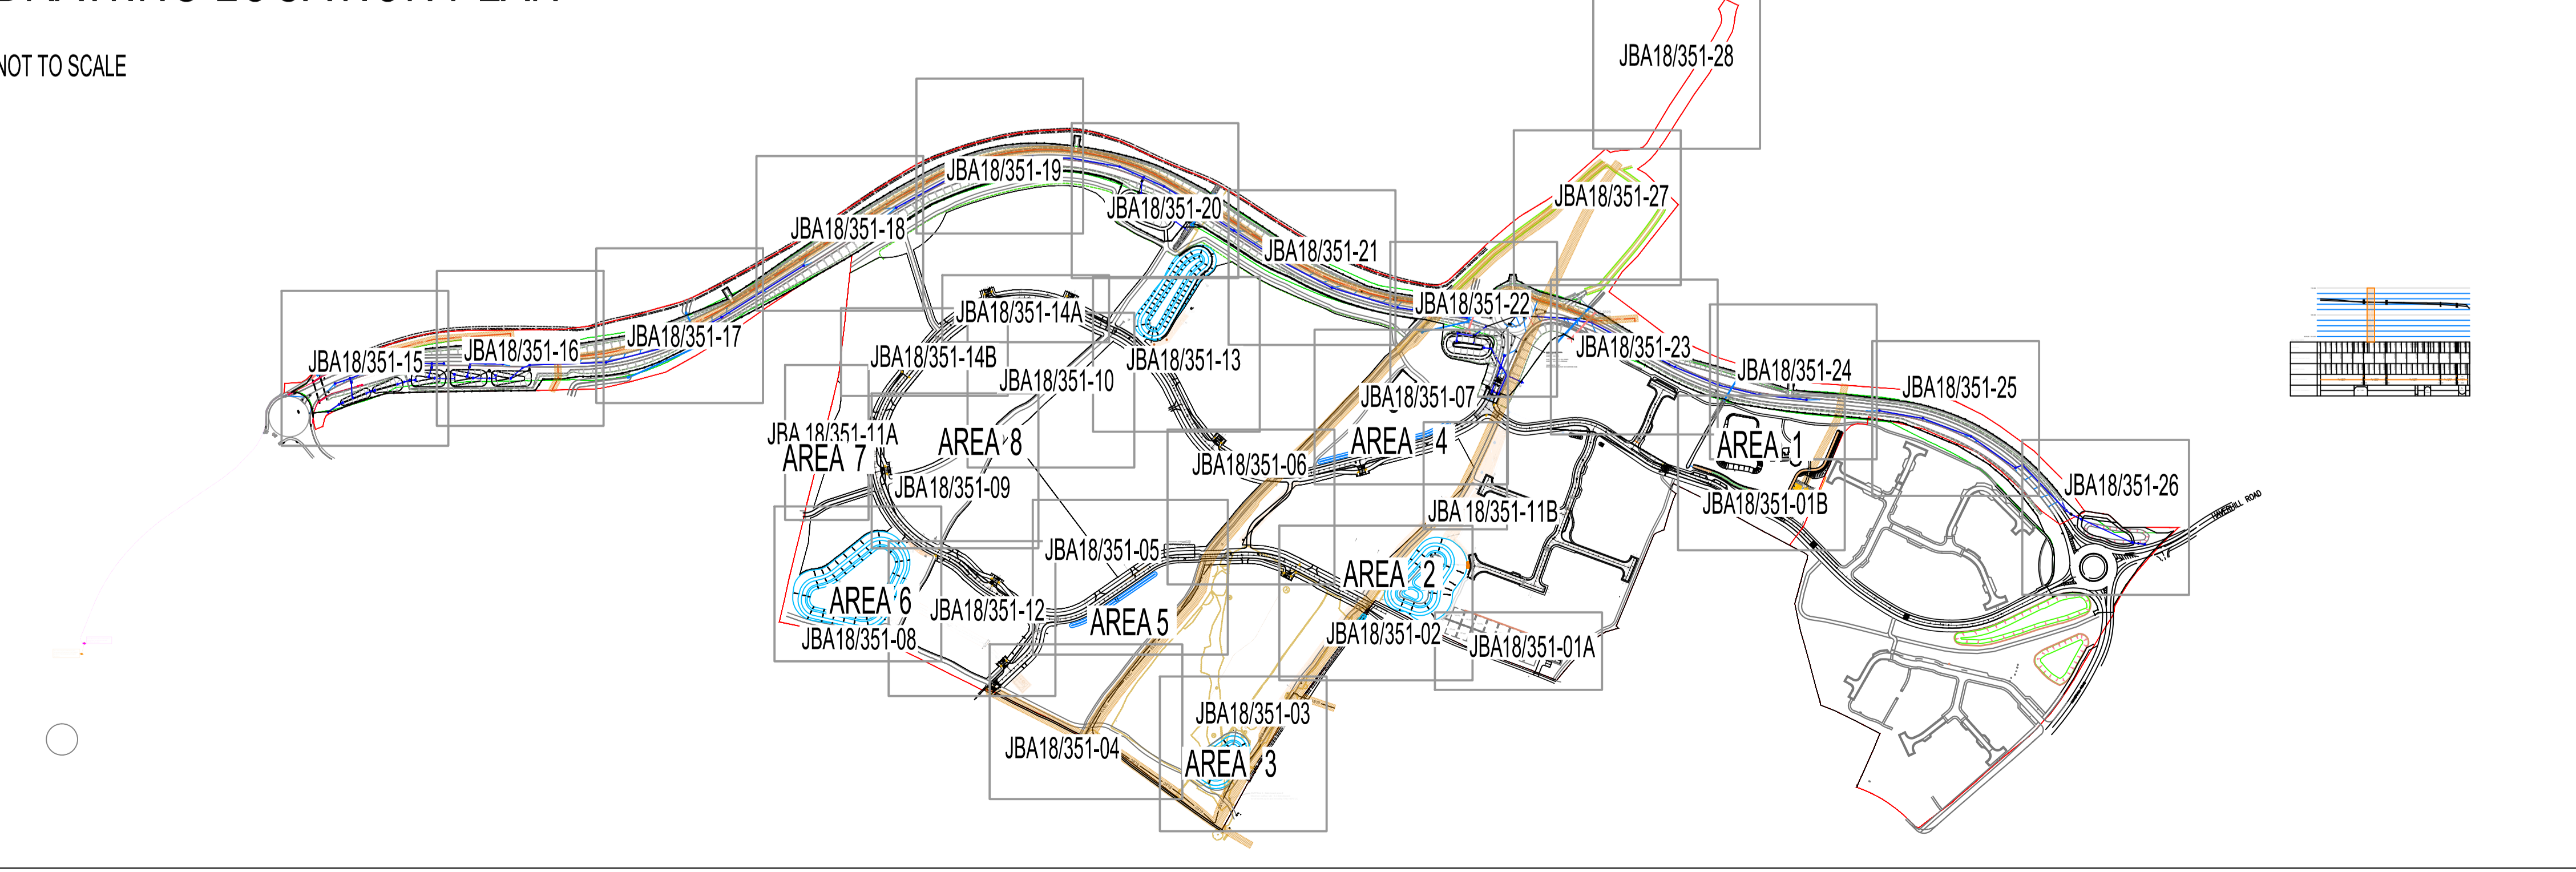 DRAWING LOCATION PLAN
NOT TO SCALE
JBA18/351-28
JBA18/351-19
JBA18/351-20
JBA18/351-27
JBA18/351-18
JBA18/351-21
JBA18/351-14A
JBA18/351-22
JBA18/351-17
JBA18/351-16
JBA18/351-15
JBA18/351-14B
JBA18/351-13
JBA18/351-23
JBA18/351-10
JBA18/351-24
JBA18/351-25
JBA18/351-07
JBA 18/351-11A
AREA 7
AREA 8
AREA 4
AREA 1
JBA18/351-06
JBA18/351-09
JBA18/351-26
HAVERHILL ROAD
JBA18/351-01B
JBA 18/351-11B
JBA18/351-05
AREA 2
AREA 6
JBA18/351-12
AREA 5
JBA18/351-08
JBA18/351-02
JBA18/351-01A
JBA18/351-03
JBA18/351-04
AREA 3